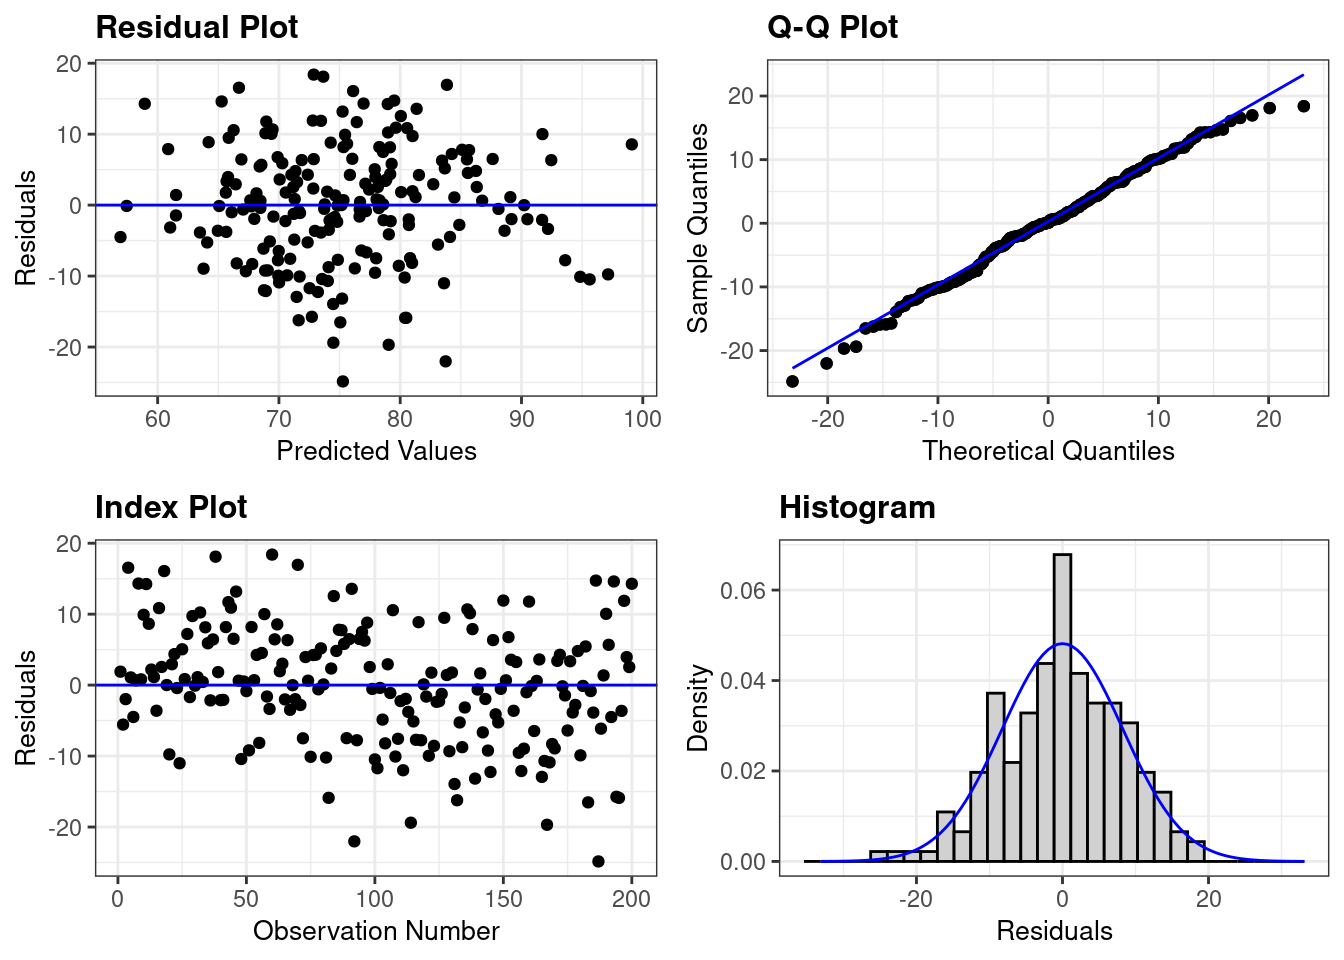 Residual Plot
20
10
0
-10
-20
Residuals
60 70 80 90 100
Predicted Values
Q-Q Plot
20
10
0
-10
-20
Sample Quantiles
-20 -10 0 10 20
Theoretical Quantiles
Index Plot
20
10
0
-10
-20
Residuals
0 50 100 150 200
Observation Number
Histogram
0.06
0.04
0.02
0.00
Density
-20 0 20
Residuals